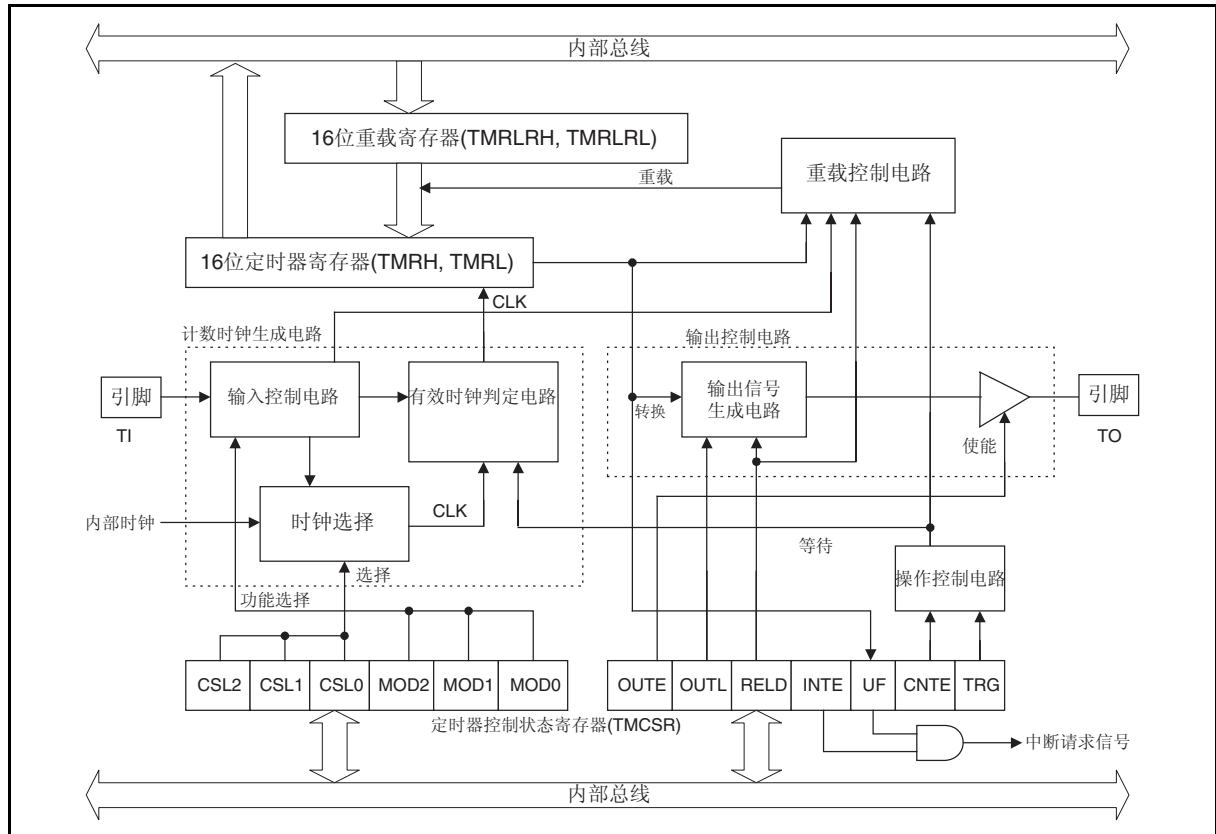 内部总线
16位重载寄存器(TMRLRH, TMRLRL)
重载控制电路
重载
16位定时器寄存器(TMRH, TMRL)
CLK
计数时钟生成电路
输出控制电路
引脚
TI
输入控制电路
有效时钟判定电路
转换
输出信号
生成电路
使能
引脚
TO
内部时钟
时钟选择
CLK
等待
选择
操作控制电路
功能选择
CSL2
CSL1
CSL0
MOD2
MOD1
MOD0
OUTE
OUTL
RELD
INTE
UF
CNTE
TRG
定时器控制状态寄存器(TMCSR)
中断请求信号
内部总线